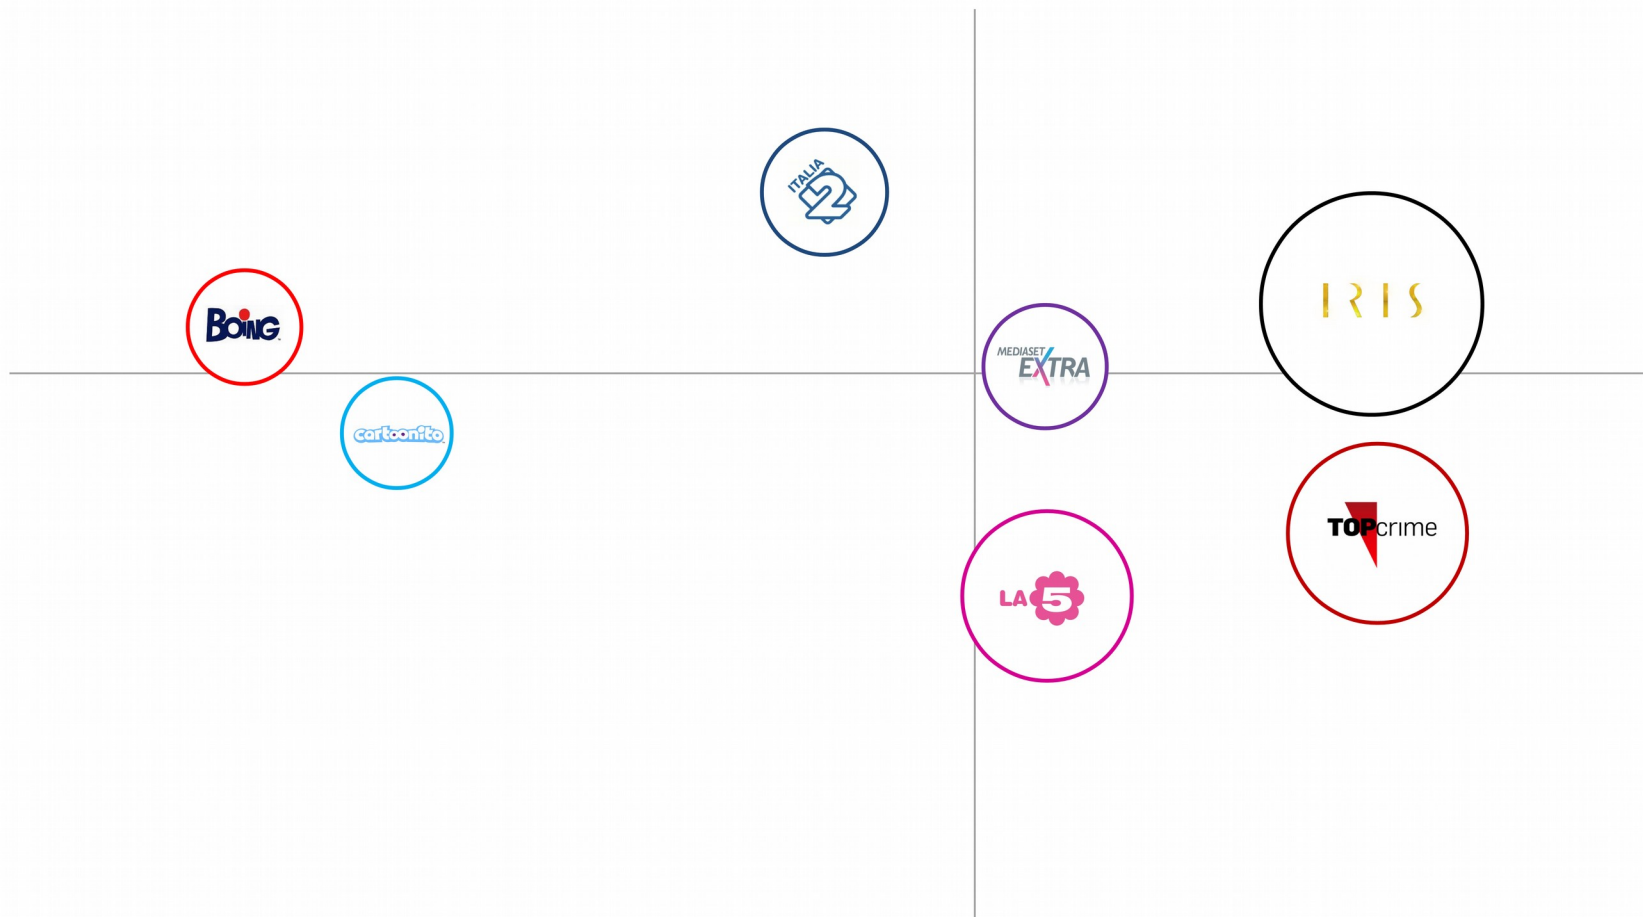 ITALIA
2
IRIS
BOING
MEDIASET
EXTRA
cartoonito
TOPcrime
LA 5